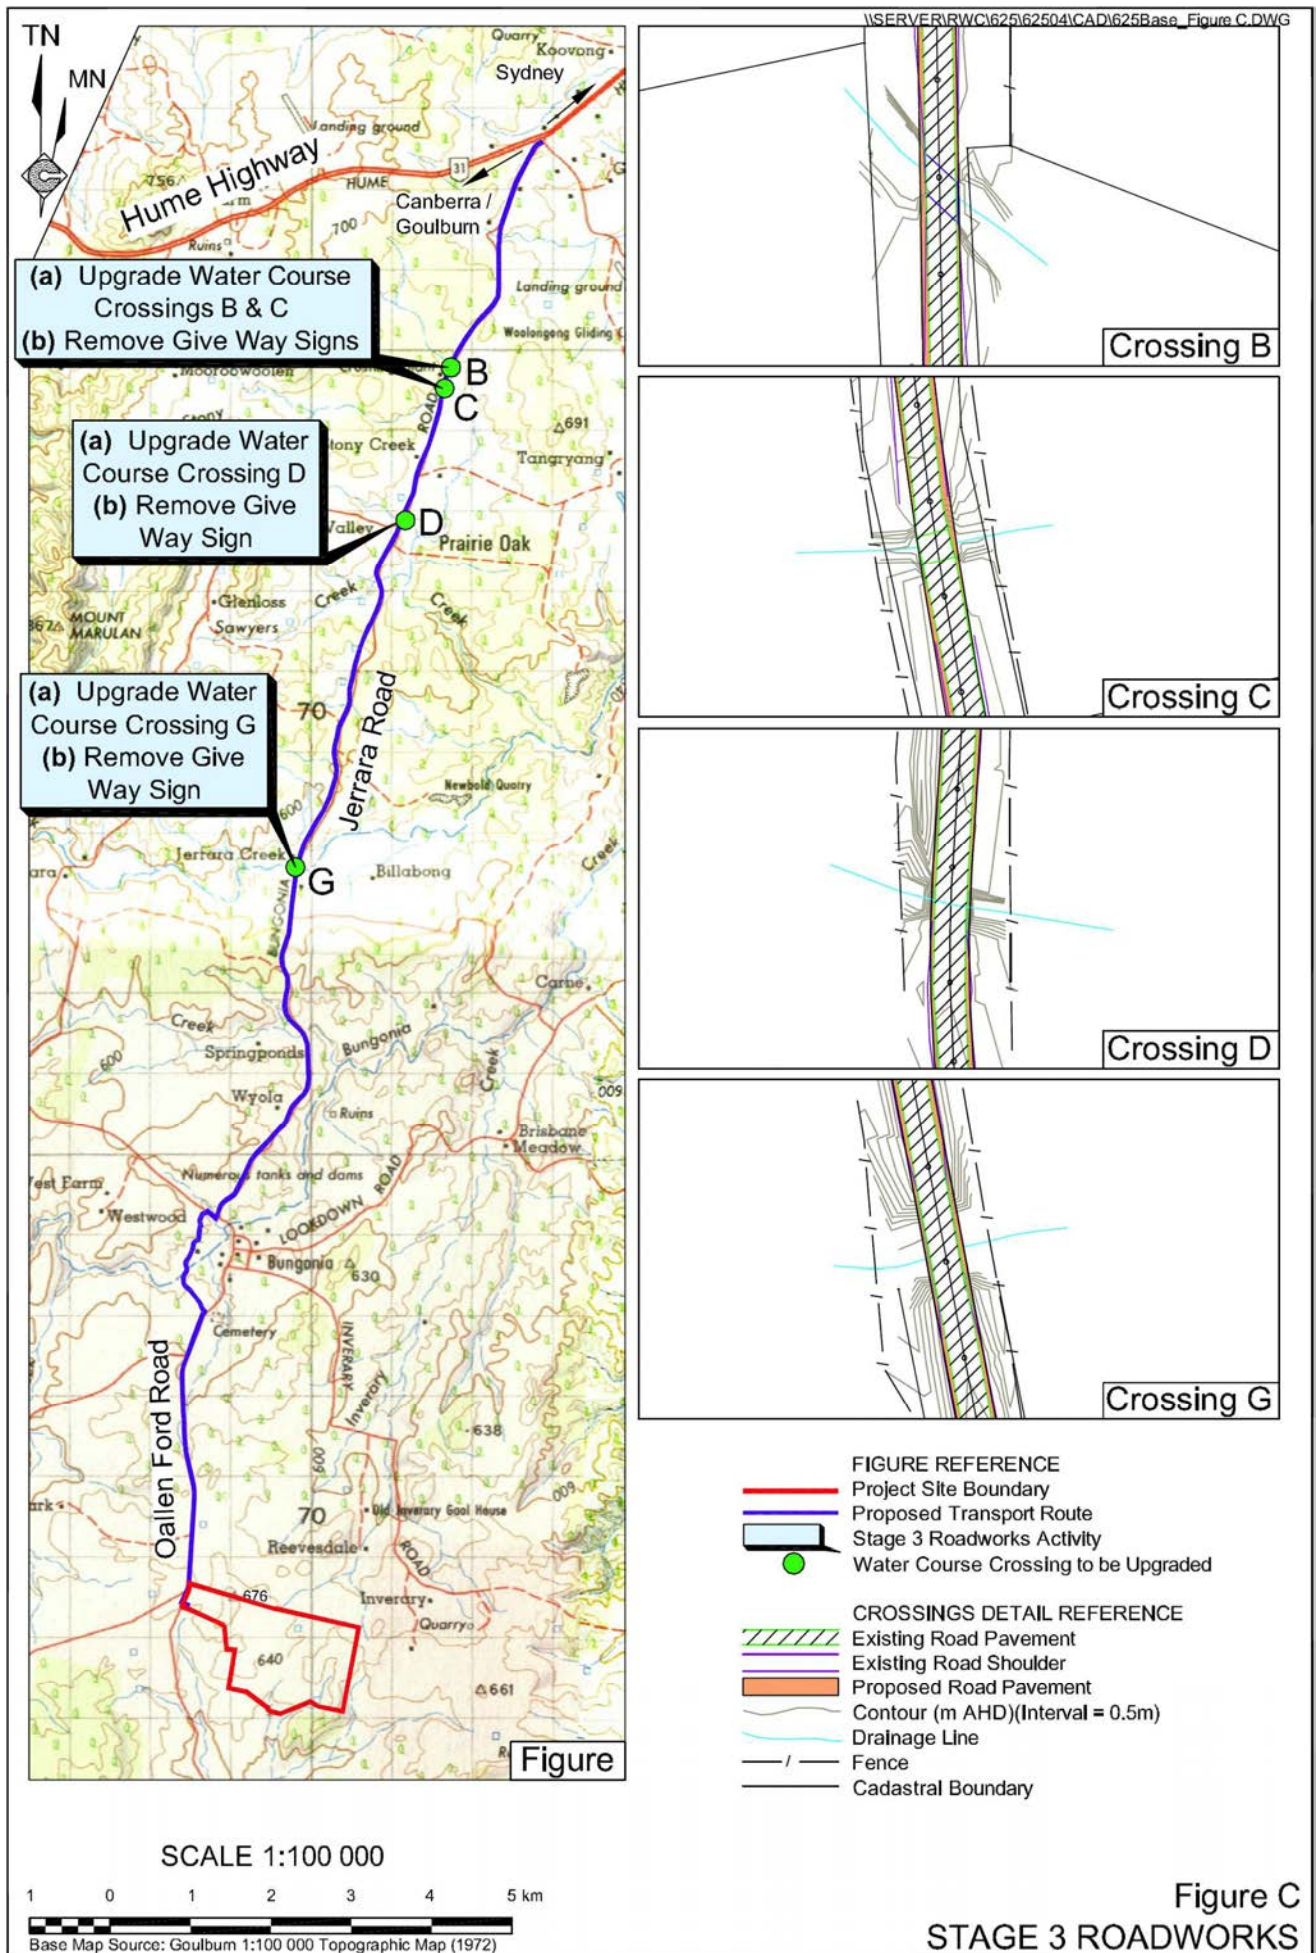 \\SERVER\RWC\625\62504\CAD\625Base_Figure C.DWG
TN
MN
Quarry
Koovong
Sydney
Landing ground
Hume Highway
756
HUME
31
Canberra /
Goulburn
700
Ruins
Landing ground
(a) Upgrade Water Course
Crossings B & C
(b) Remove Give Way Signs
Woolongong Gliding
Mooroowoollen
B
C
ROAD
691
Tangryang
(a) Upgrade Water
Course Crossing D
(b) Remove Give
Way Sign
Stony
tony Creek
Valley
D
Prairie Oak
Glenloss
Creek
Creek
Sawyers
MOUNT
MARULAN
(a) Upgrade Water
Course Crossing G
(b) Remove Give
Way Sign
70
Jerrara Road
Newbold Quarry
600
Jerrara Creek
G
Billabong
Creek
ara
BUNGONIA
Carne
Creek
Springponds
Bungonia
Creek
600
600
Wyola
Ruins
Brisbane
Meadow
Numerous tanks and dams
est Farm
Westwood
LOOKDOWN ROAD
Bungonia
630
Cemetery
INVERARY
Inverary
Oallen Ford Road
638
600
600
ark
70
Old Inverary Gaol House
Reevesdale
ROAD
676
Inverary
Quarry
640
661
Figure
Crossing B
Crossing C
Crossing D
Crossing G
FIGURE REFERENCE
Project Site Boundary
Proposed Transport Route
Stage 3 Roadworks Activity
Water Course Crossing to be Upgraded
CROSSINGS DETAIL REFERENCE
Existing Road Pavement
Existing Road Shoulder
Proposed Road Pavement
Contour (m AHD)(Interval = 0.5m)
Drainage Line
Fence
Cadastral Boundary
SCALE 1:100 000
1 0 1 2 3 4 5 km
Base Map Source: Goulburn 1:100 000 Topographic Map (1972)
Figure C
STAGE 3 ROADWORKS